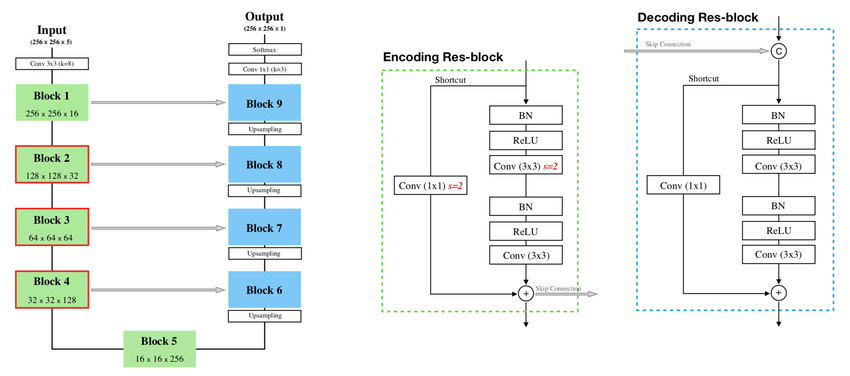 Input
(256 x 256 x 5)
Conv 3x3 (k=8)
Block 1
256 x 256 x 16
Block 2
128 x 128 x 32
Block 3
64 x 64 x 64
Block 4
32 x 32 x 128
Block 5
16 x 16 x 256
Output
(256 x 256 x 1)
Softmax
Conv 1x1 (k=3)
Block 9
Upsampling
Block 8
Upsampling
Block 7
Upsampling
Block 6
Upsampling
Encoding Res-block
Shortcut
BN
ReLU
Conv (3x3) s=2
Conv (1x1) s=2
BN
ReLU
Conv (3x3)
+
Skip Connection
Decoding Res-block
Skip Connection
C
Shortcut
BN
ReLU
Conv (3x3)
Conv (1x1)
BN
ReLU
Conv (3x3)
+